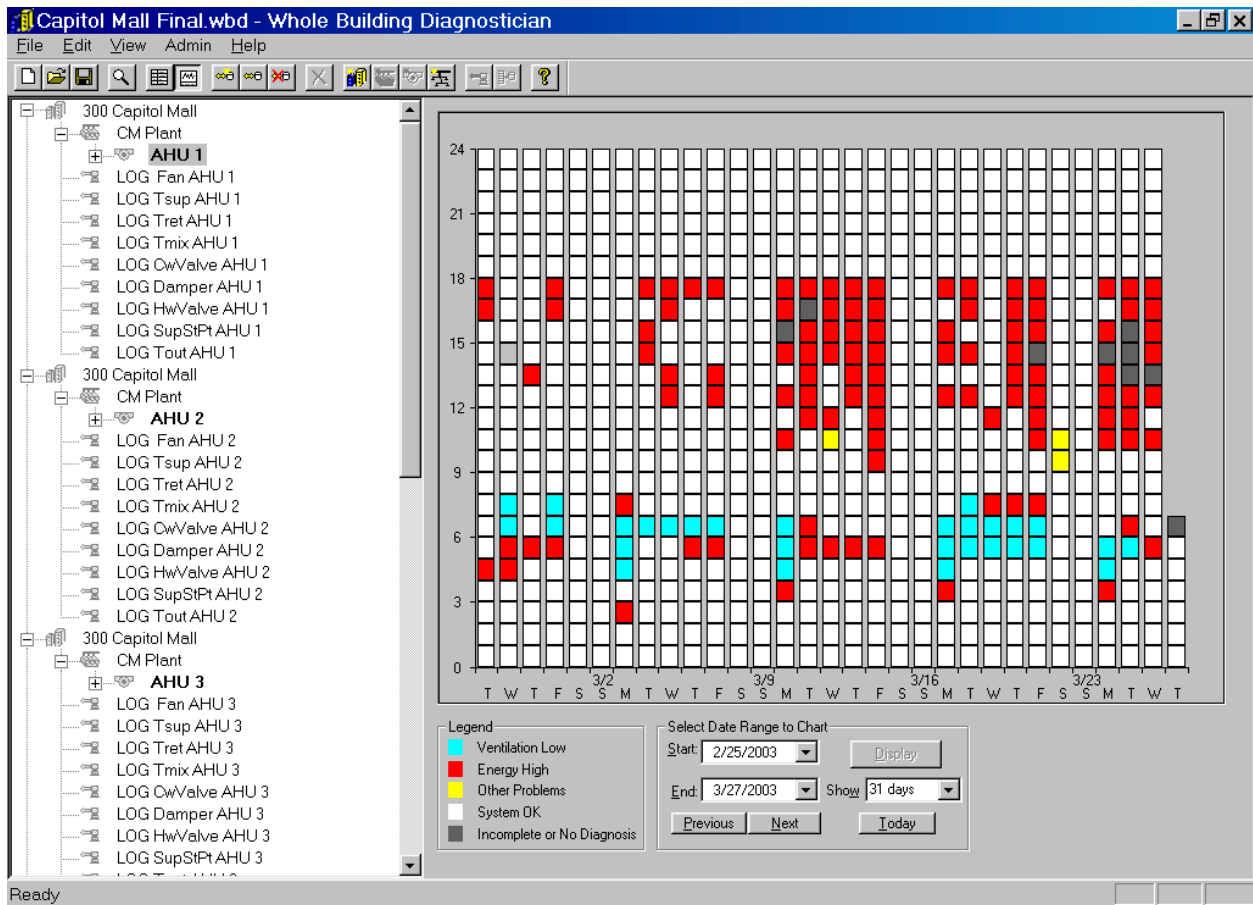 Capitol Mall Final.wbd - Whole Building Diagnostician
File Edit View Admin Help
300 Capitol Mall
CM Plant
AHU 1
LOG Fan AHU 1
LOG Tsup AHU 1
LOG Tret AHU 1
LOG Tmix AHU 1
LOG CwValve AHU 1
LOG Damper AHU 1
LOG HwValve AHU 1
LOG SupStPt AHU 1
LOG Tout AHU 1
300 Capitol Mall
CM Plant
AHU 2
LOG Fan AHU 2
LOG Tsup AHU 2
LOG Tret AHU 2
LOG Tmix AHU 2
LOG CwValve AHU 2
LOG Damper AHU 2
LOG HwValve AHU 2
LOG SupStPt AHU 2
LOG Tout AHU 2
300 Capitol Mall
CM Plant
AHU 3
LOG Fan AHU 3
LOG Tsup AHU 3
LOG Tret AHU 3
LOG Tmix AHU 3
LOG CwValve AHU 3
LOG Damper AHU 3
LOG HwValve AHU 3
LOG SupStPt AHU 3
24
21
18
15
12
9
6
3
0
3/2 3/9 3/16 3/23
T W T F S S M T W T F S S M T W T F S S M T W T F S S M T W T
Legend
Ventilation Low
Energy High
Other Problems
System OK
Incomplete or No Diagnosis
Select Date Range to Chart
Start: 2/25/2003 Display
End: 3/27/2003 Show 31 days
Previous Next Today
Ready